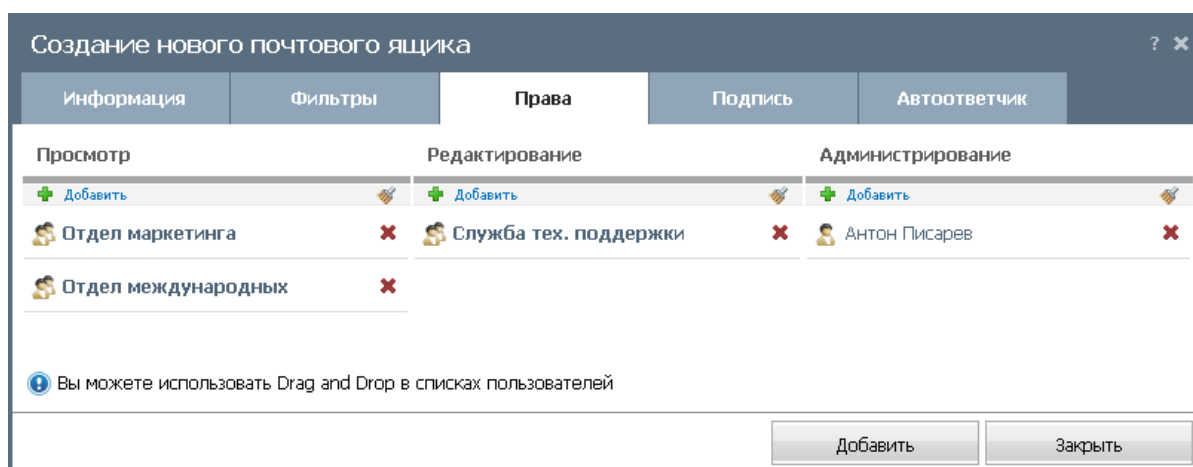 Создание нового почтового ящика ?
Информация Фильтры Права Подпись Автоответчик
Просмотр Редактирование Администрирование
Добавить Добавить Добавить
Отдел маркетинга Служба тех. поддержки Антон Писарев
Отдел международных
Вы можете использовать Drag and Drop в списках пользователей
Добавить Закрыть